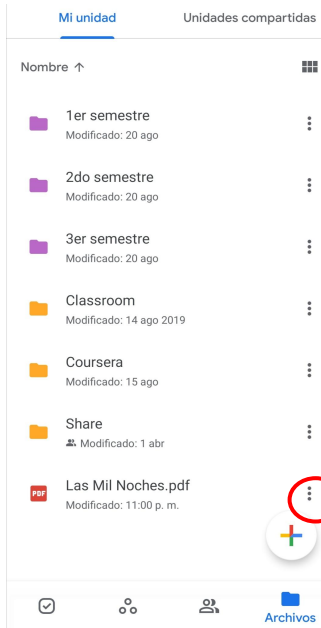 Mi unidad Unidades compartidas
Nombre ↑
1er semestre
Modificado: 20 ago
2do semestre
Modificado: 20 ago
3er semestre
Modificado: 20 ago
Classroom
Modificado: 14 ago 2019
Coursera
Modificado: 15 ago
Share
Modificado: 1 abr
PDF
Las Mil Noches.pdf
Modificado: 11:00 p. m.
Archivos